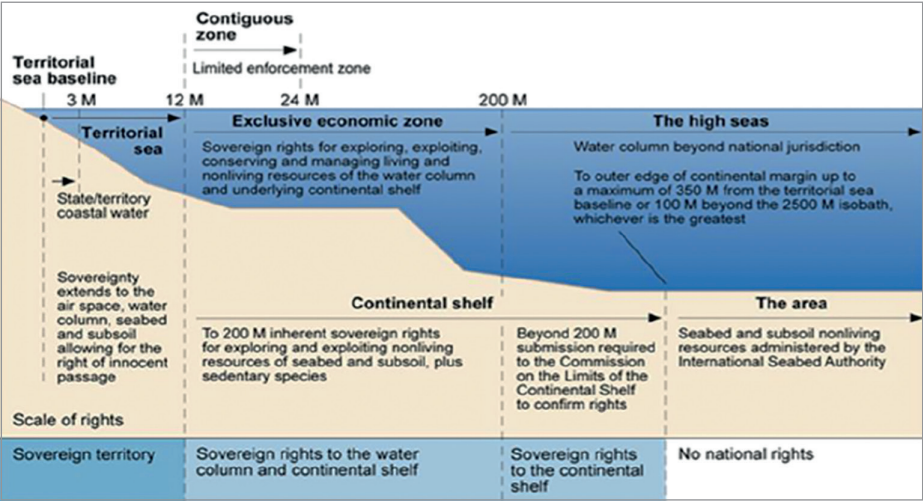 Contiguous
zone
Limited enforcement zone
Territorial
sea baseline
3 M
12 M
24 M
200 M
Territorial
sea
State/territory
coastal water
Exclusive economic zone
Sovereign rights for exploring, exploiting,
conserving and managing living and
nonliving resources of the water column
and underlying continental shelf
The high seas
Water column beyond national jurisdiction
To outer edge of continental margin up to
a maximum of 350 M from the territorial sea
baseline or 100 M beyond the 2500 M isobath,
whichever is the greatest
Sovereignty
extends to the
air space, water
column, seabed
and subsoil
allowing for the
right of innocent
passage
Continental shelf
To 200 M inherent sovereign rights
for exploring and exploiting nonliving
resources of seabed and subsoil, plus
sedentary species
Beyond 200 M
submission required
to the Commission
on the Limits of the
Continental Shelf
to confirm rights
The area
Seabed and subsoil nonliving
resources administered by the
International Seabed Authority
Scale of rights
Sovereign territory
Sovereign rights to the water
column and continental shelf
Sovereign rights
to the continental
shelf
No national rights